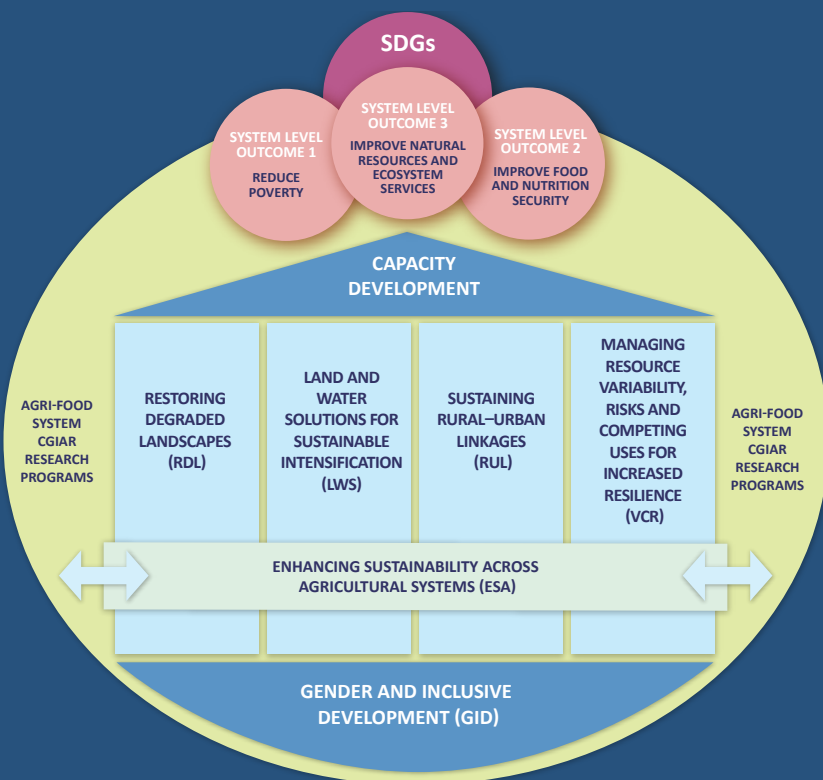 SDGs
SYSTEM LEVEL
OUTCOME 1
REDUCE
POVERTY
SYSTEM LEVEL
OUTCOME 3
IMPROVE NATURAL
RESOURCES AND
ECOSYSTEM
SERVICES
SYSTEM LEVEL
OUTCOME 2
IMPROVE FOOD
AND NUTRITION
SECURITY
CAPACITY
DEVELOPMENT
AGRI-FOOD
SYSTEM
CGIAR
RESEARCH
PROGRAMS
RESTORING
DEGRADED
LANDSCAPES
(RDL)
LAND AND
WATER
SOLUTIONS FOR
SUSTAINABLE
INTENSIFICATION
(LWS)
SUSTAINING
RURAL–URBAN
LINKAGES
(RUL)
MANAGING
RESOURCE
VARIABILITY,
RISKS AND
COMPETING
USES FOR
INCREASED
RESILIENCE
(VCR)
AGRI-FOOD
SYSTEM
CGIAR
RESEARCH
PROGRAMS
ENHANCING SUSTAINABILITY ACROSS
AGRICULTURAL SYSTEMS (ESA)
GENDER AND INCLUSIVE
DEVELOPMENT (GID)